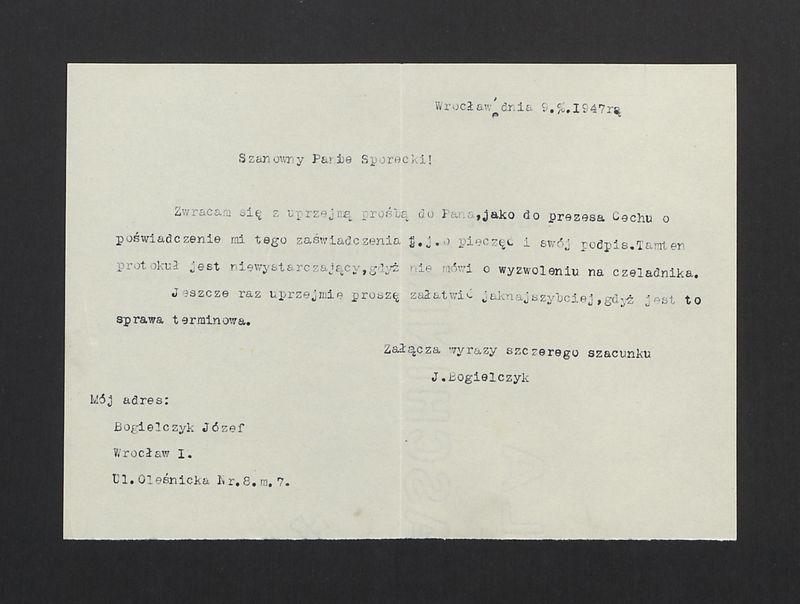 Wrocław dnia 9.X.1947r.
Szanowny Panie Sporecki!
Zwracam się z uprzejmą prośbą do Pana,jako do prezesa Cechu o
poświadczenie mi tego zaświadczenia t.j.o pieczęć i swój podpis.Tamten
protokuł jest niewystarczający,gdyż nie mówi o wyzwoleniu na czeladnika.
Jeszcze raz uprzejmie proszę załatwić jaknajszybciej,gdyż jest to
sprawa terminowa.
Załącza wyrazy szczerego szacunku
J.Bogielczyk
Mój adres:
Bogielczyk Józef
Wrocław I.
Ul.Oleśnicka Nr.8.m.7.